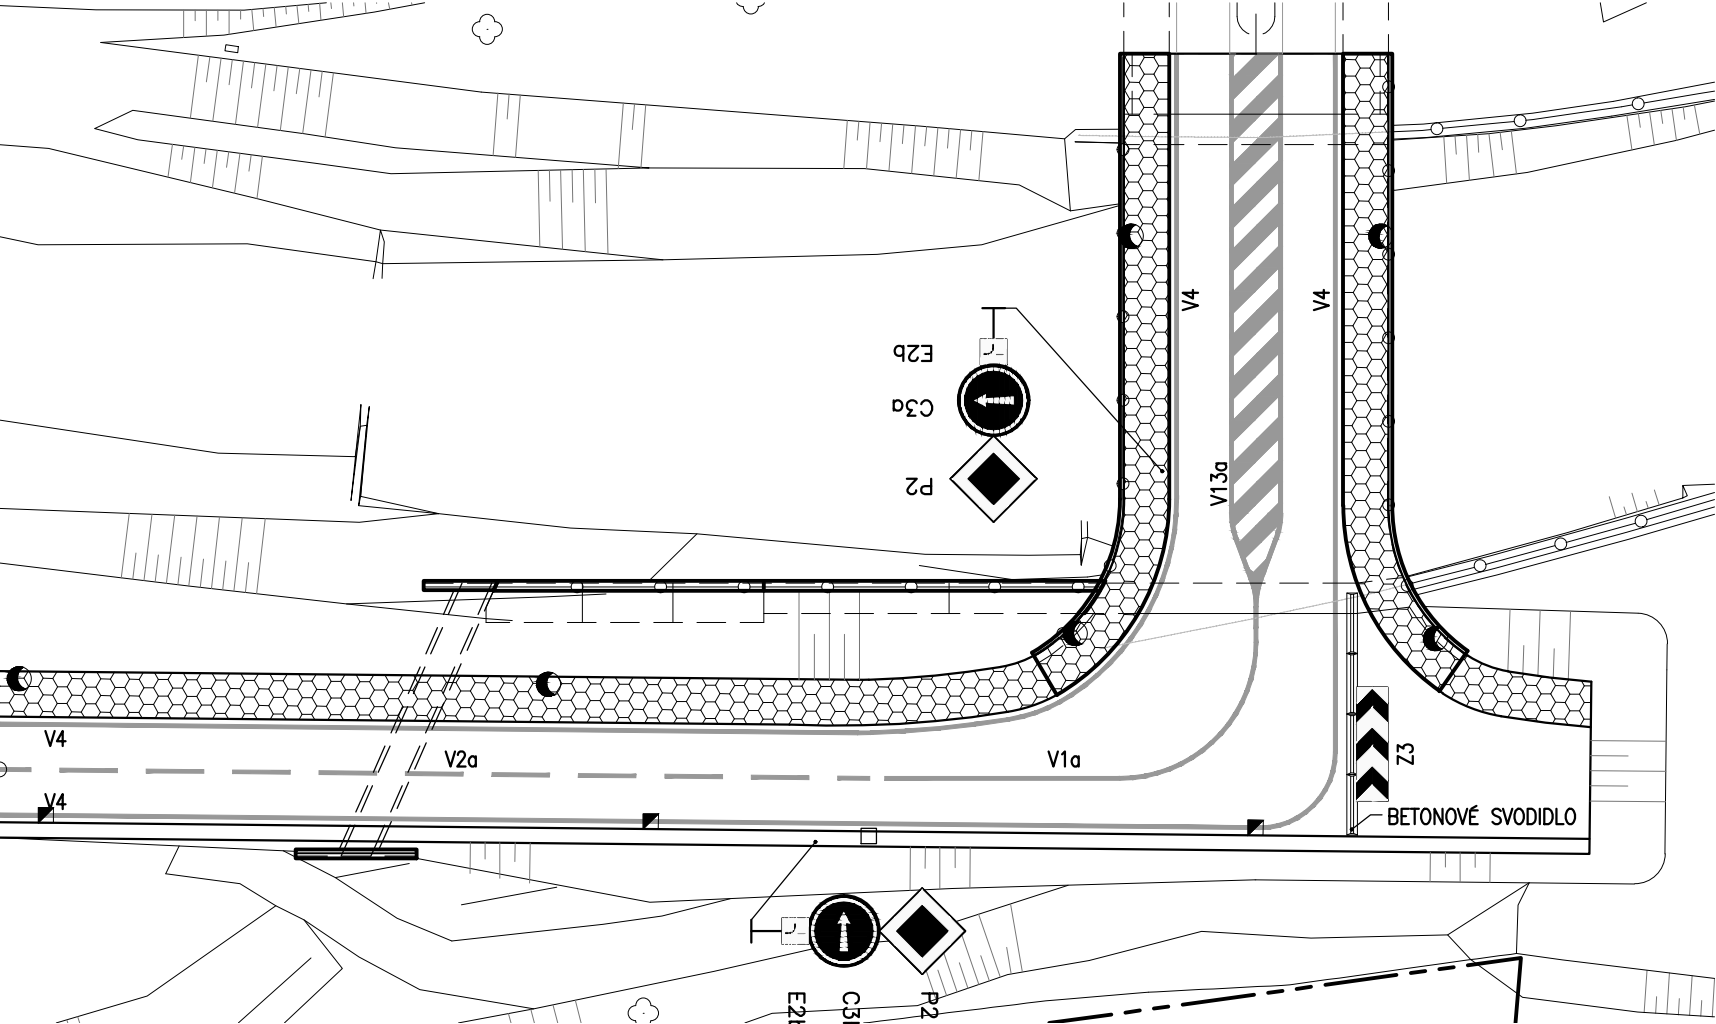 V4
V4
E2b
C3a
P2
V13a
V4
V2a
V1a
Z3
V4
BETONOVÉ SVODIDLO
P2